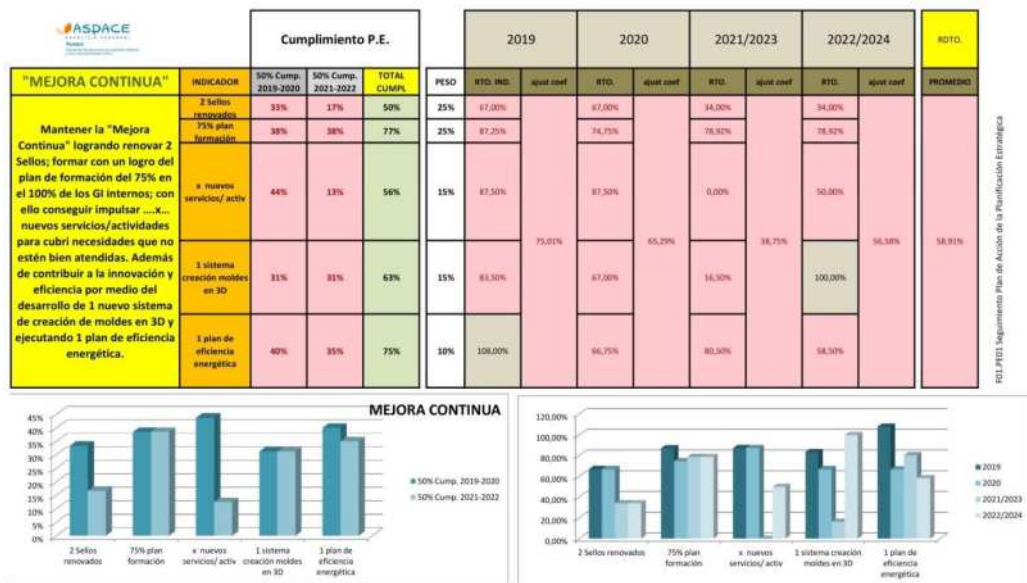 ASPACE
Cumplimiento P.E.
2019
2020
2021/2023
2022/2024
RDTO.
"MEJORA CONTINUA"
INDICADOR
50% Cump. 2019-2020
50% Cump. 2021-2022
TOTAL CUMPL
PESO
RTO. IND.
ajust coef
RTO.
ajust coef
RTO.
ajust coef
RTO.
ajust coef
PROMEDIO
Mantener la "Mejora
Continua" logrando renovar 2
Sellos; formar con un logro del
plan de formación del 75% en
el 100% de los GI internos; con
ello conseguir impulsar ....x...
nuevos servicios/actividades
para cubri necesidades que no
estén bien atendidas. Además
de contribuir a la innovación y
eficiencia por medio del
desarrollo de 1 nuevo sistema
de creación de moldes en 3D y
ejecutando 1 plan de eficiencia
energética.
2 Sellos renovados
33%
17%
50%
25%
67,00%
67,00%
34,00%
34,00%
75% plan formación
38%
38%
77%
25%
87,25%
74,75%
78,92%
78,92%
x nuevos servicios/ activ
44%
13%
56%
15%
87,50%
87,50%
0,00%
50,00%
75,01%
65,29%
38,75%
56,58%
58,91%
1 sistema creación moldes en 3D
31%
31%
63%
15%
83,50%
67,00%
16,50%
100,00%
1 plan de eficiencia energética
40%
35%
75%
10%
108,00%
66,75%
80,50%
58,50%
F01.PE01 Seguimiento Plan de Acción de la Planificación Estratégica
MEJORA CONTINUA
45%
40%
35%
30%
25%
20%
15%
10%
5%
0%
2 Sellos renovados
75% plan formación
x nuevos servicios/ activ
1 sistema creación moldes en 3D
1 plan de eficiencia energética
50% Cump. 2019-2020
50% Cump. 2021-2022
120,00%
100,00%
80,00%
60,00%
40,00%
20,00%
0,00%
2 Sellos renovados
75% plan formación
x nuevos servicios/ activ
1 sistema creación moldes en 3D
1 plan de eficiencia energética
2019
2020
2021/2023
2022/2024